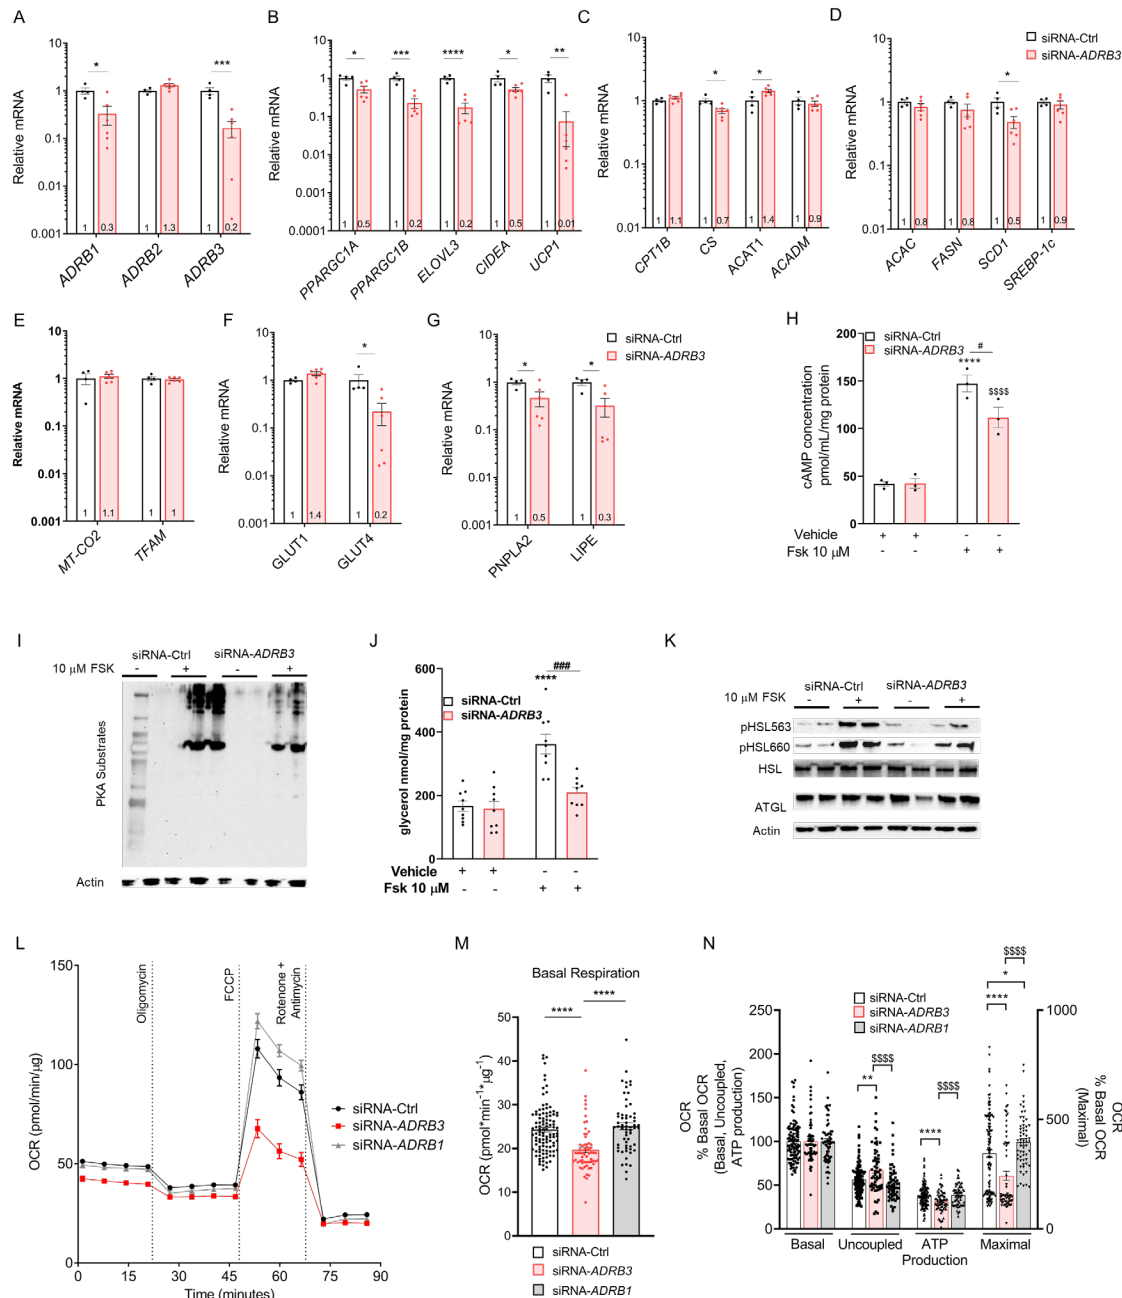 A
B
C
D
siRNA-Ctrl
siRNA-ADRB3
Relative mRNA
10
1
0.1
0.01
0.001
*
***
1 0.3 1 1.3 1 0.2
ADRB1 ADRB2 ADRB3
Relative mRNA
10
1
0.1
0.01
0.001
0.0001
* *** **** * **
1 0.5 1 0.2 1 0.2 1 0.5 1 0.01
PPARGC1A PPARGC1B ELOVL3 CIDEA UCP1
Relative mRNA
10
1
0.1
0.01
* *
1 1.1 1 0.7 1 1.4 1 0.9
CPT1B CS ACAT1 ACADM
Relative mRNA
10
1
0.1
0.01
*
1 0.8 1 0.8 1 0.5 1 0.9
ACAC FASN SCD1 SREBP-1c
E
F
G
H
Relative mRNA
10
1
0.1
0.01
0.001
1 1.1 1 1
MT-CO2 TFAM
Relative mRNA
10
1
0.1
0.01
0.001
*
1 1.4 1 0.2
GLUT1 GLUT4
siRNA-Ctrl
siRNA-ADRB3
Relative mRNA
10
1
0.1
0.01
0.001
* *
1 0.5 1 0.3
PNPLA2 LIPE
siRNA-Ctrl
siRNA-ADRB3
cAMP concentration
pmol/mL/mg protein
200
150
100
50
0
#
****
$$$$
Vehicle + + - -
Fsk 10 µM - - + +
I
siRNA-Ctrl siRNA-ADRB3
10 µM FSK - + - +
PKA Substrates
Actin
J
glycerol nmol/mg protein
600
400
200
0
###
****
siRNA-Ctrl
siRNA-ADRB3
Vehicle + + - -
Fsk 10 µM - - + +
K
siRNA-Ctrl siRNA-ADRB3
10 µM FSK - + - +
pHSL563
pHSL660
HSL
ATGL
Actin
L
OCR (pmol/min/µg)
150
100
50
0
Oligomycin
FCCP
Rotenone +
Antimycin
siRNA-Ctrl
siRNA-ADRB3
siRNA-ADRB1
0 15 30 45 60 75 90
Time (minutes)
M
Basal Respiration
**** ****
OCR (pmol*min⁻¹*µg⁻¹)
50
40
30
20
10
0
siRNA-Ctrl
siRNA-ADRB3
siRNA-ADRB1
N
OCR
% Basal OCR
(Basal, Uncoupled,
ATP production)
250
200
150
100
50
0
siRNA-Ctrl
siRNA-ADRB3
siRNA-ADRB1
** $$$$
**** $$$$
$$$$
*
****
1000
500
0
OCR
% Basal OCR
(Maximal)
Basal Uncoupled ATP Maximal
Production